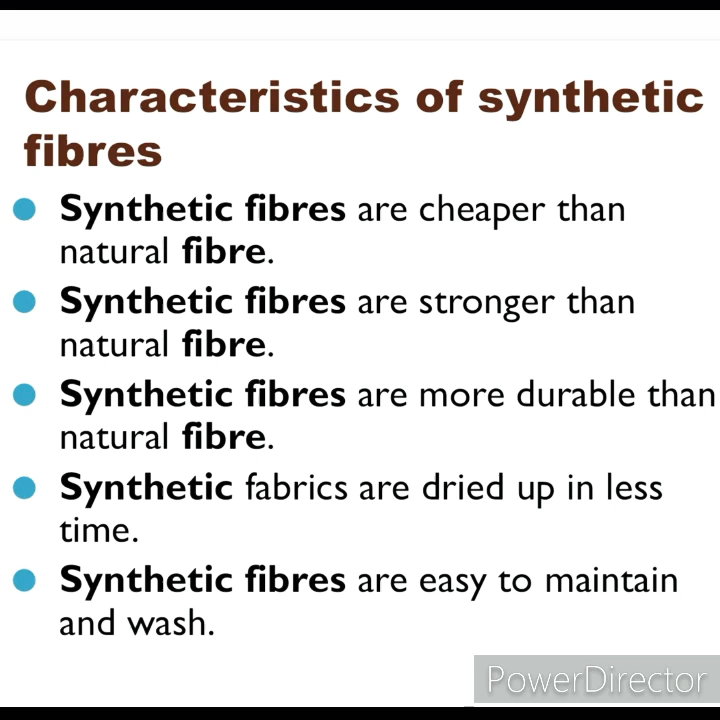 Characteristics of synthetic
fibres
Synthetic fibres are cheaper than
natural fibre.
Synthetic fibres are stronger than
natural fibre.
Synthetic fibres are more durable than
natural fibre.
Synthetic fabrics are dried up in less
time.
Synthetic fibres are easy to maintain
and wash.
PowerDirector